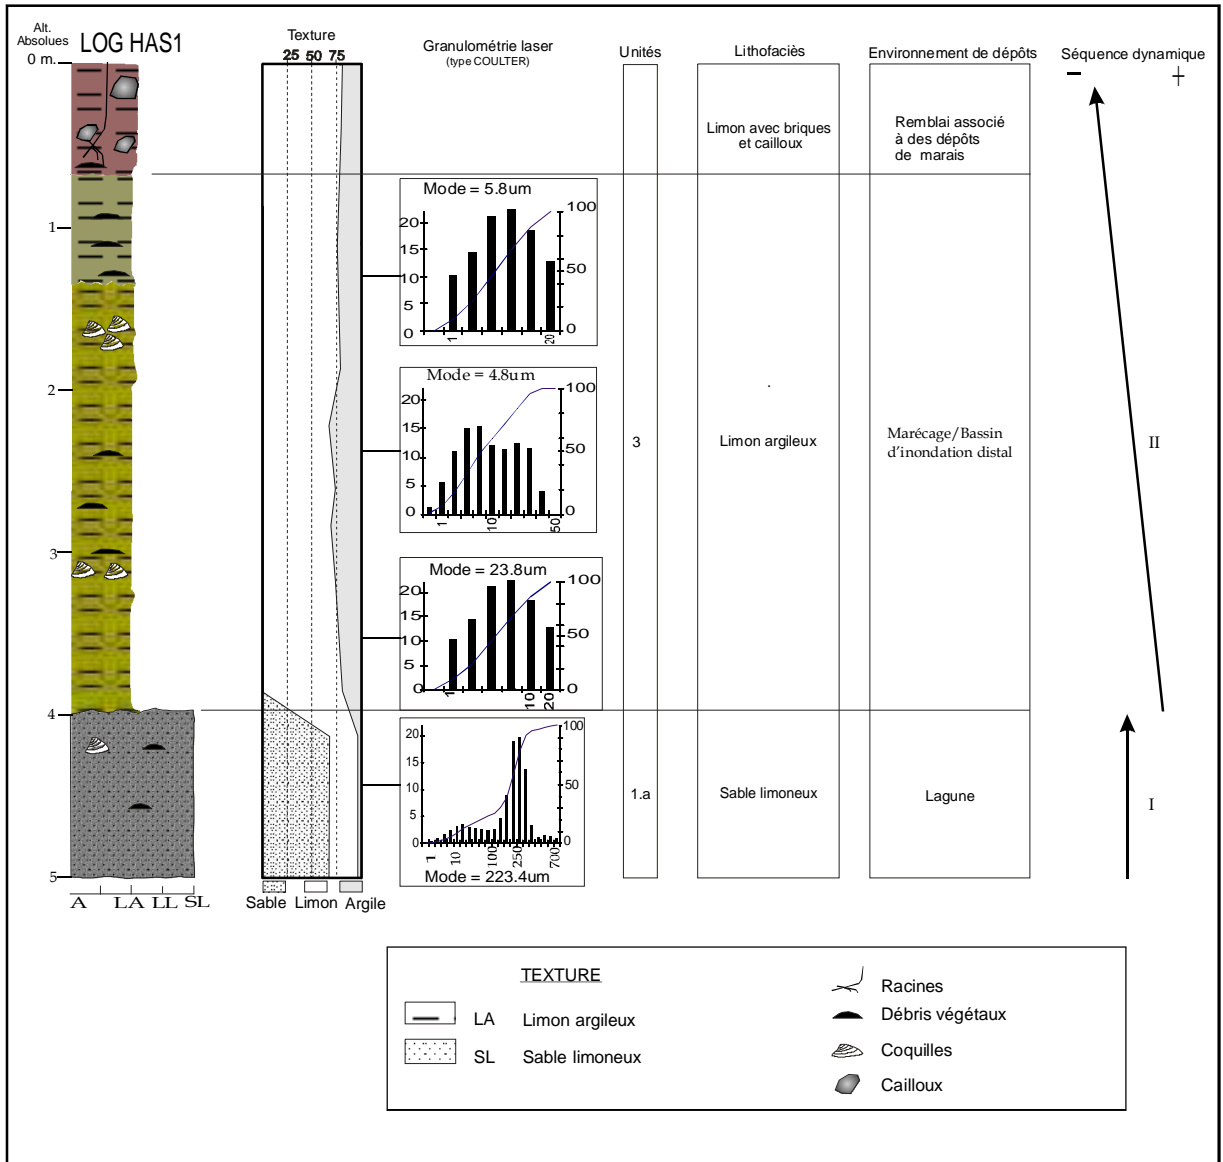 Alt.
Absolues
0 m.
LOG HAS1
Texture
25 50 75
Granulométrie laser
(type COULTER)
Unités
Lithofaciès
Environnement de dépôts
Séquence dynamique
− +
Limon avec briques
et cailloux
Remblai associé
à des dépôts
de marais
1
2
3
4
5
Mode = 5.8um
20
15
10
5
0
100
50
0
1
20
Mode = 4.8um
20
15
10
5
0
100
50
0
1
10
50
3
Limon argileux
Marécage/Bassin
d'inondation distal
II
Mode = 23.8um
20
15
10
5
0
100
50
0
1
10
20
20
15
10
5
0
100
50
0
1
10
100
250
700
Mode = 223.4um
1.a
Sable limoneux
Lagune
I
A LA LL SL
Sable Limon Argile
TEXTURE
LA Limon argileux
SL Sable limoneux
Racines
Débris végétaux
Coquilles
Cailloux